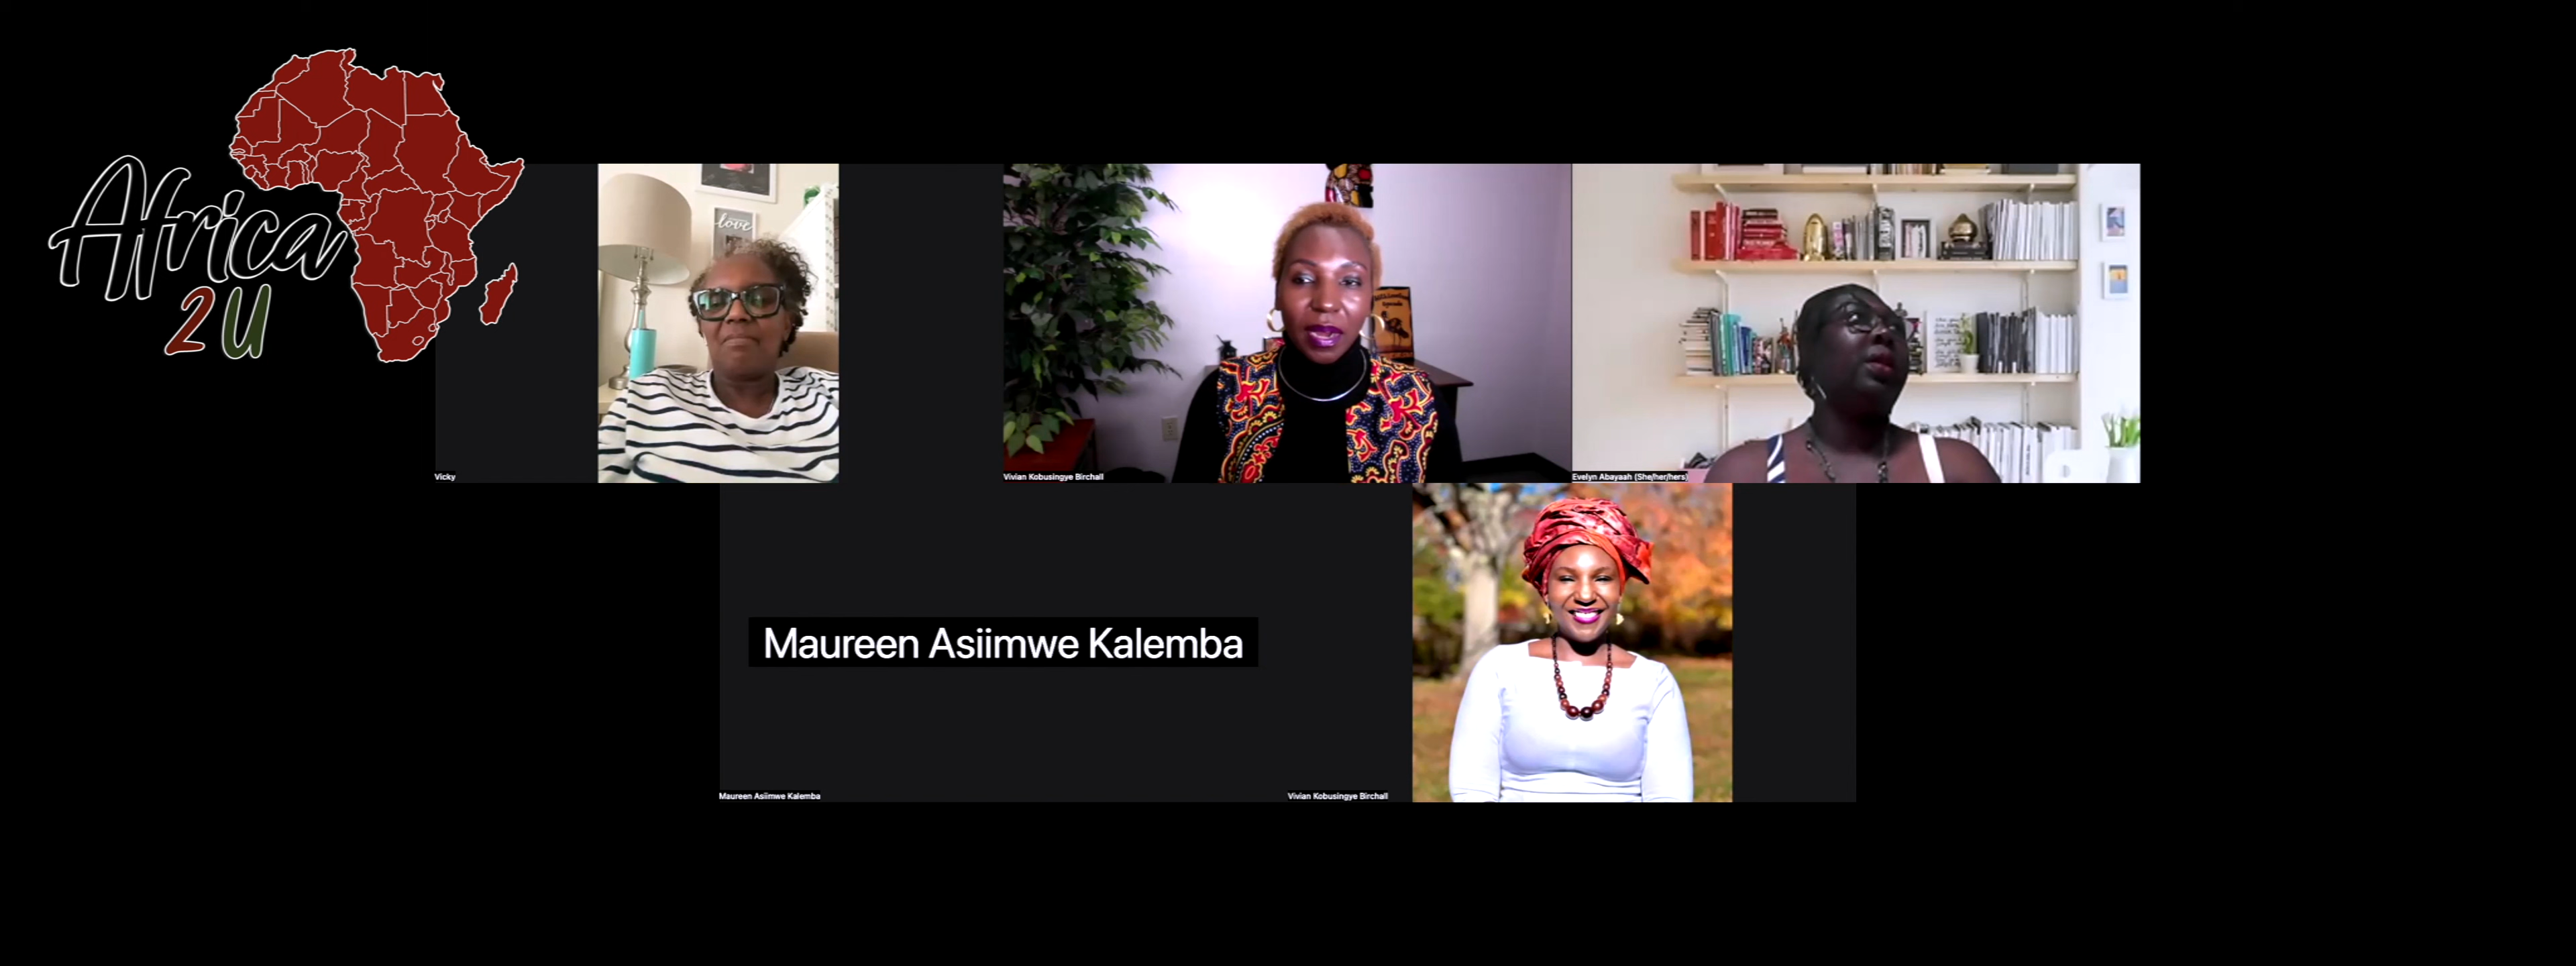 Africa
2U
love
Vicky
Vivian Kobusingye Birchall
Evelyn Abayaah (She/her/hers)
Maureen Asiimwe Kalemba
Maureen Asiimwe Kalemba
Vivian Kobusingye Birchall